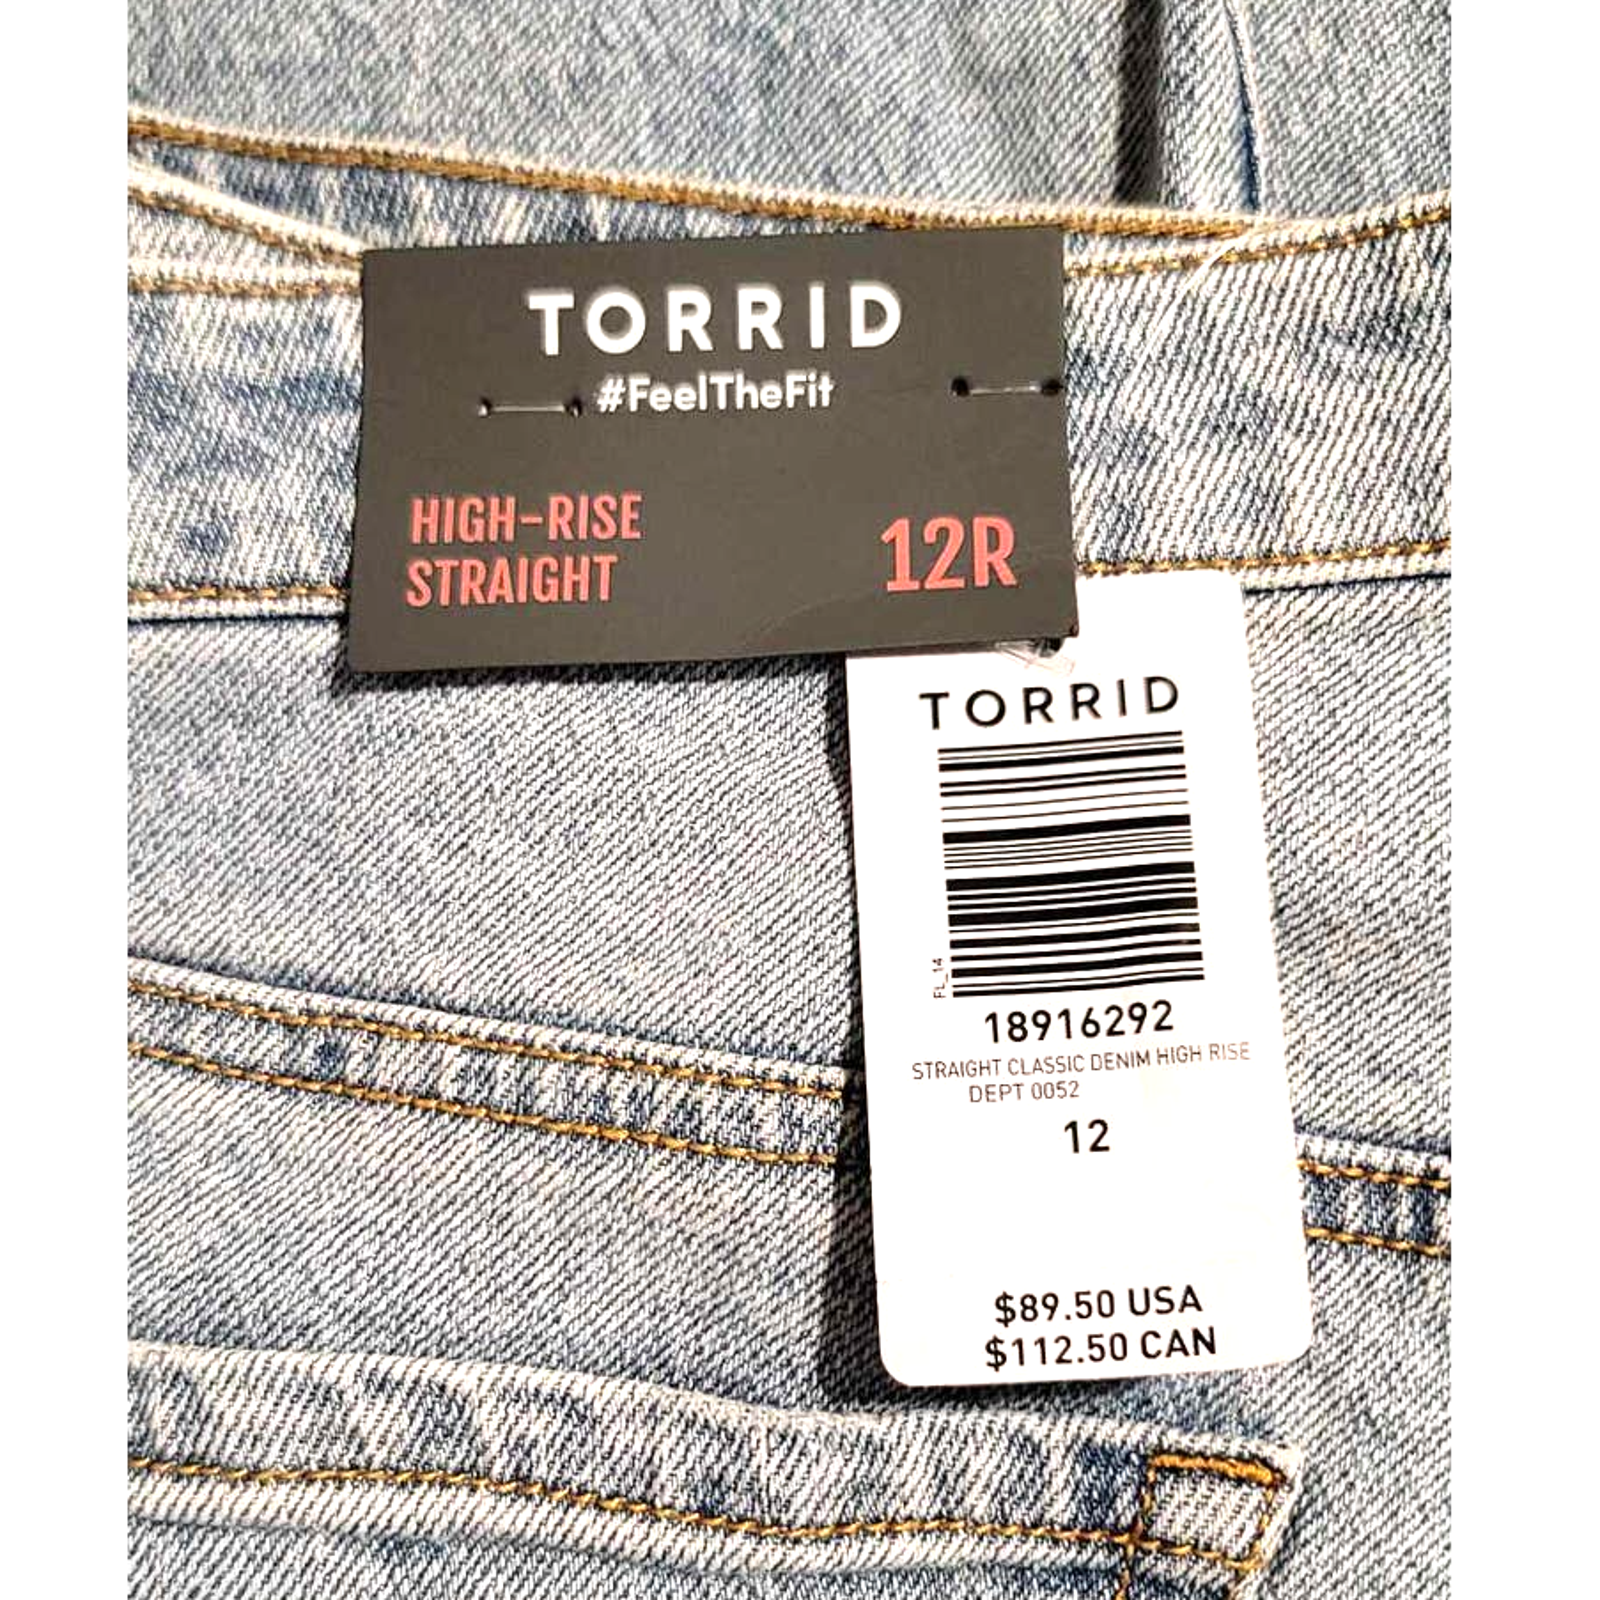 TORRID
#FeelTheFit
HIGH-RISE
STRAIGHT
12R
TORRID
FL_14
18916292
STRAIGHT CLASSIC DENIM HIGH RISE
DEPT 0052
12
$89.50 USA
$112.50 CAN